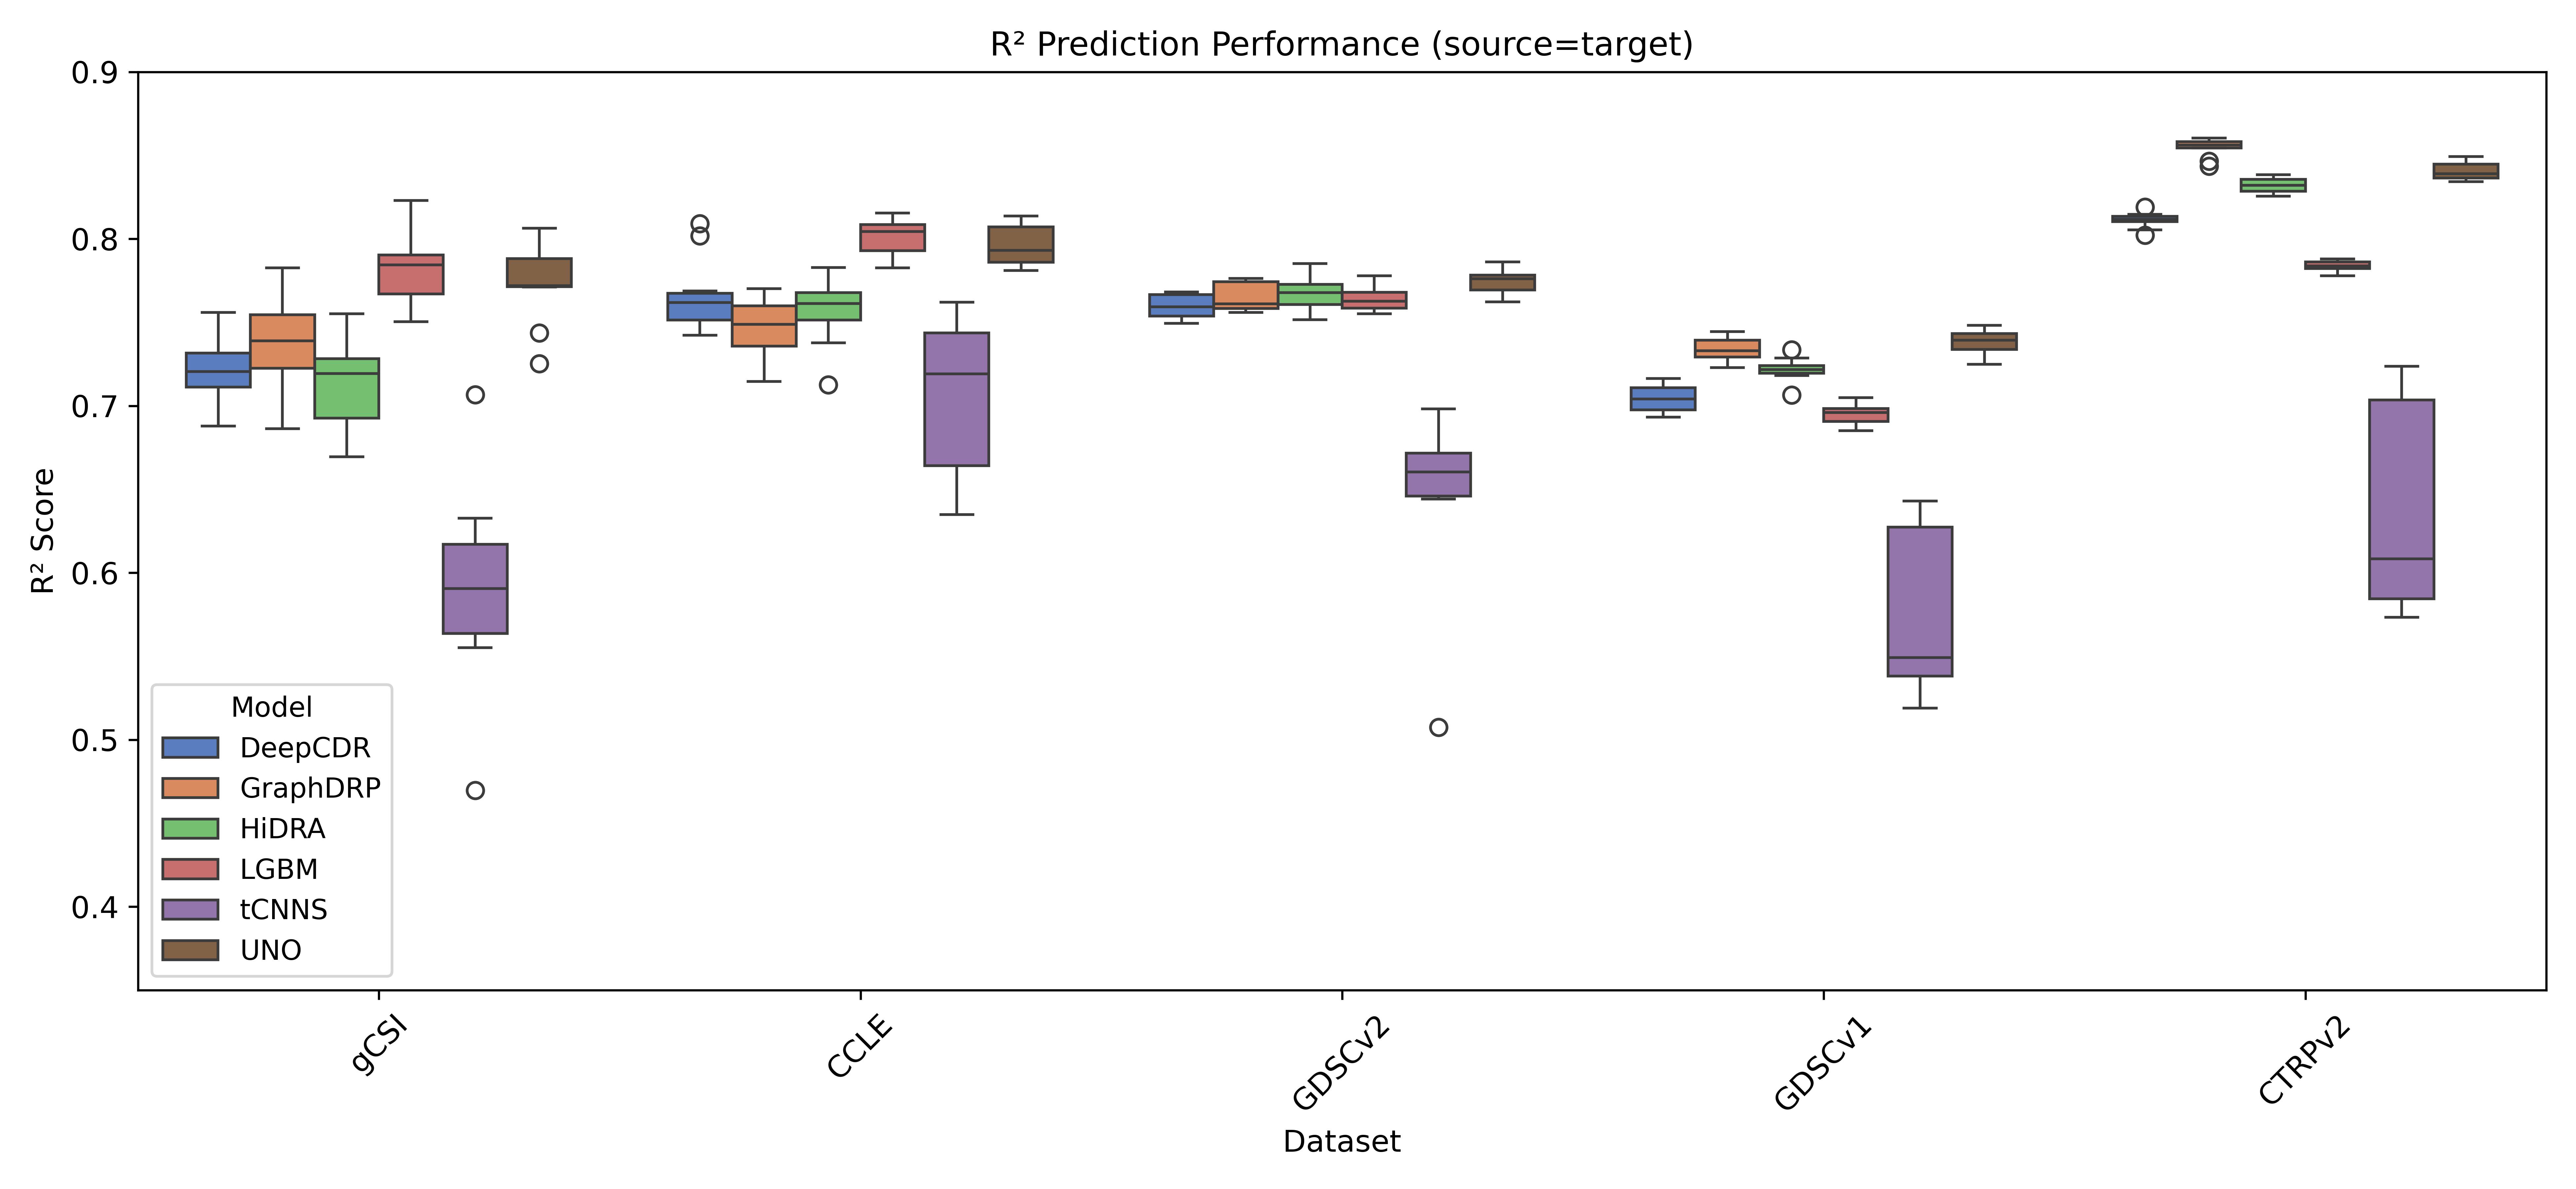 R² Prediction Performance (source=target)
0.9
0.8
0.7
0.6
0.5
0.4
R² Score
Model
DeepCDR
GraphDRP
HiDRA
LGBM
tCNNS
UNO
gCSI
CCLE
GDSCv2
GDSCv1
CTRPv2
Dataset